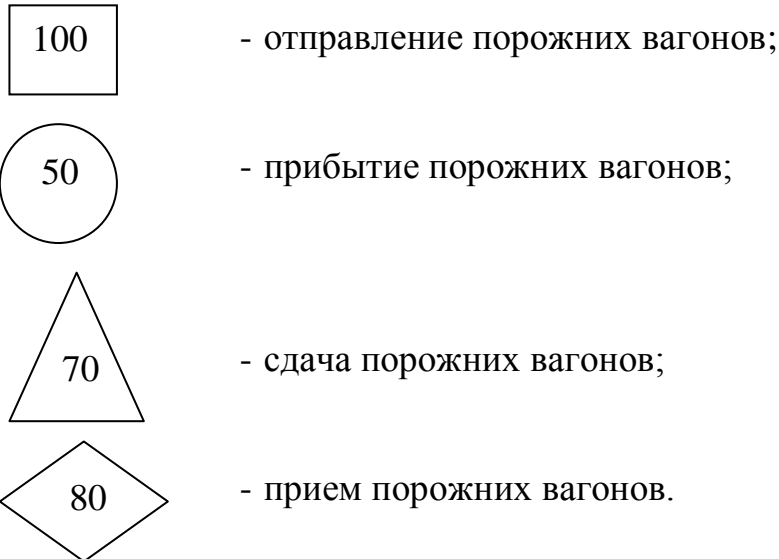 100 - отправление порожних вагонов;
50 - прибытие порожних вагонов;
70 - сдача порожних вагонов;
80 - прием порожних вагонов.